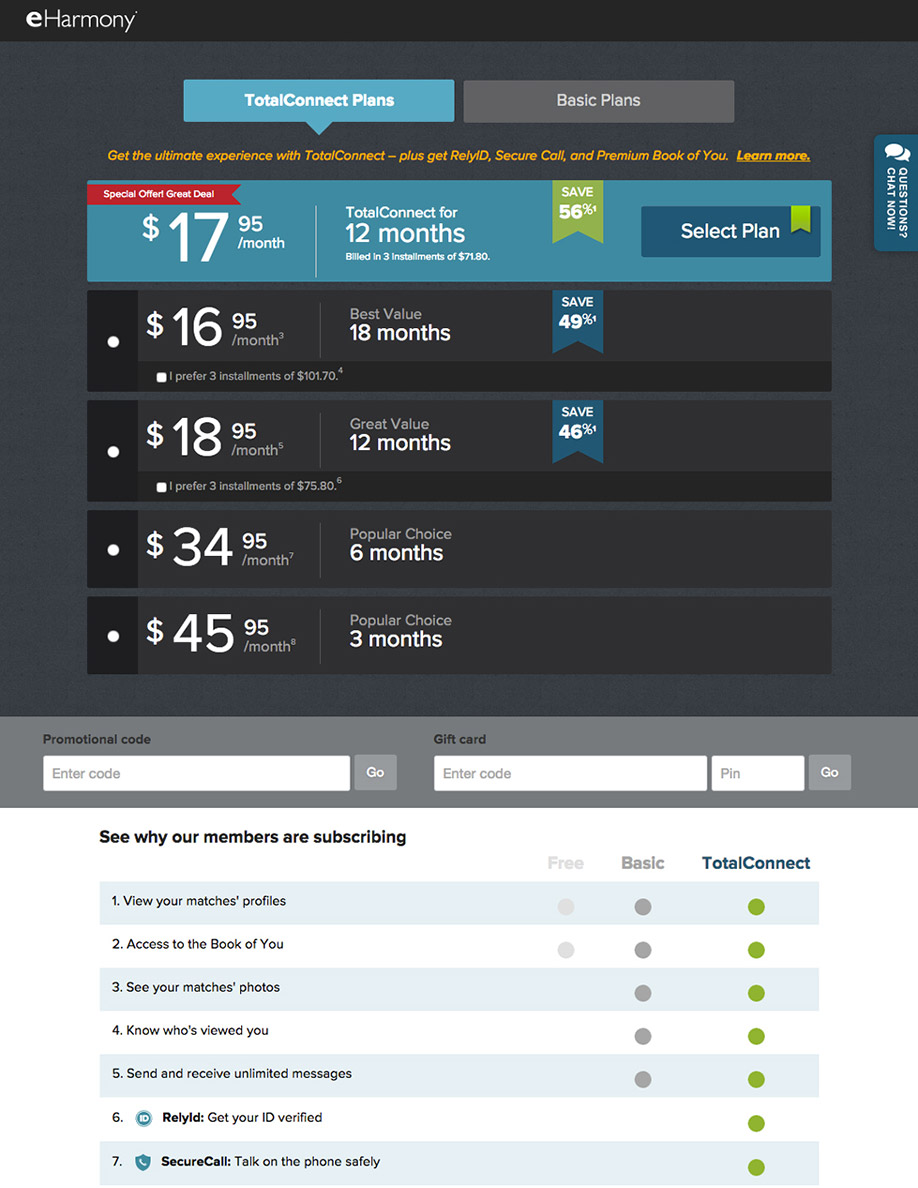 eHarmony
TotalConnect Plans
Basic Plans
Get the ultimate experience with TotalConnect – plus get RelyID, Secure Call, and Premium Book of You. Learn more.
QUESTIONS?
CHAT NOW!
Special Offer! Great Deal
$ 17 95
/month
TotalConnect for
12 months
Billed in 3 Installments of $71.80.
SAVE
56%¹
Select Plan
$ 16 95
/month³
Best Value
18 months
SAVE
49%¹
I prefer 3 installments of $101.70.⁴
$ 18 95
/month⁵
Great Value
12 months
SAVE
46%¹
I prefer 3 installments of $75.80.⁶
$ 34 95
/month⁷
Popular Choice
6 months
$ 45 95
/month⁸
Popular Choice
3 months
Promotional code
Enter code
Go
Gift card
Enter code
Pin
Go
See why our members are subscribing
Free Basic TotalConnect
1. View your matches' profiles
2. Access to the Book of You
3. See your matches' photos
4. Know who's viewed you
5. Send and receive unlimited messages
6. ID RelyId: Get your ID verified
7. SecureCall: Talk on the phone safely